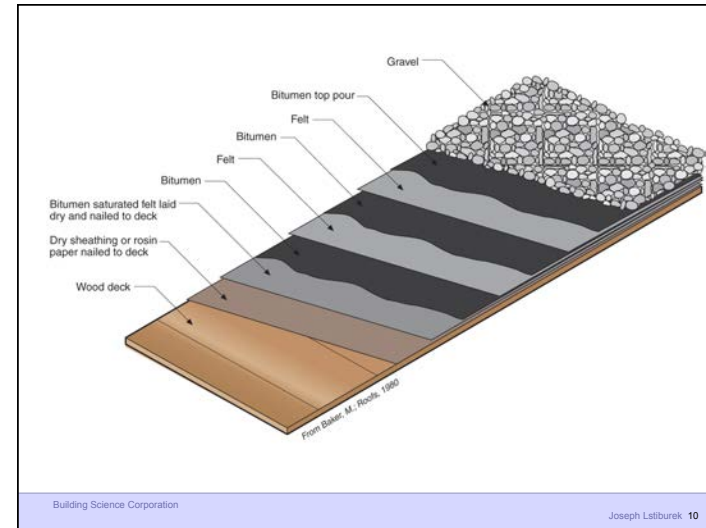 Gravel
Bitumen top pour
Felt
Bitumen
Felt
Bitumen
Bitumen saturated felt laid
dry and nailed to deck
Dry sheathing or rosin
paper nailed to deck
Wood deck
From Baker, M.; Roofs, 1980
Building Science Corporation
Joseph Lstiburek 10